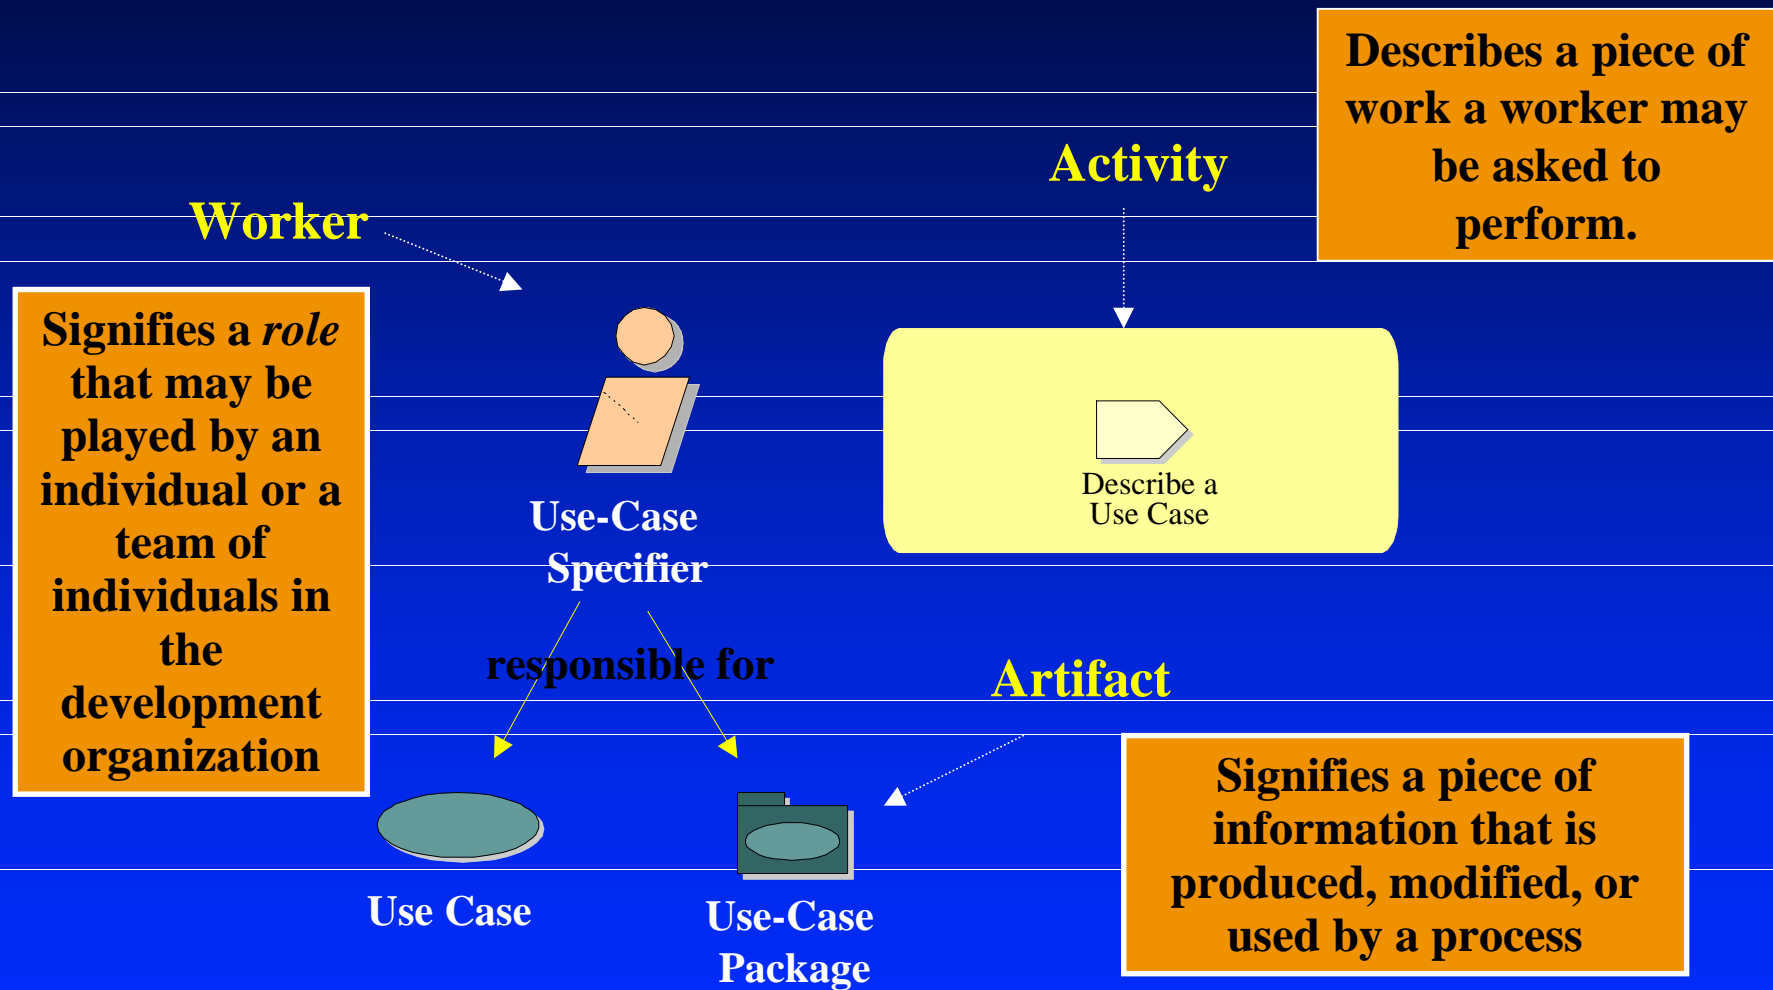 Describes a piece of
work a worker may
be asked to
perform.
Activity
Worker
Signifies a role
that may be
played by an
individual or a
team of
individuals in
the
development
organization
Describe a
Use Case
Use-Case
Specifier
responsible for
Artifact
Signifies a piece of
information that is
produced, modified, or
used by a process
Use Case
Use-Case
Package